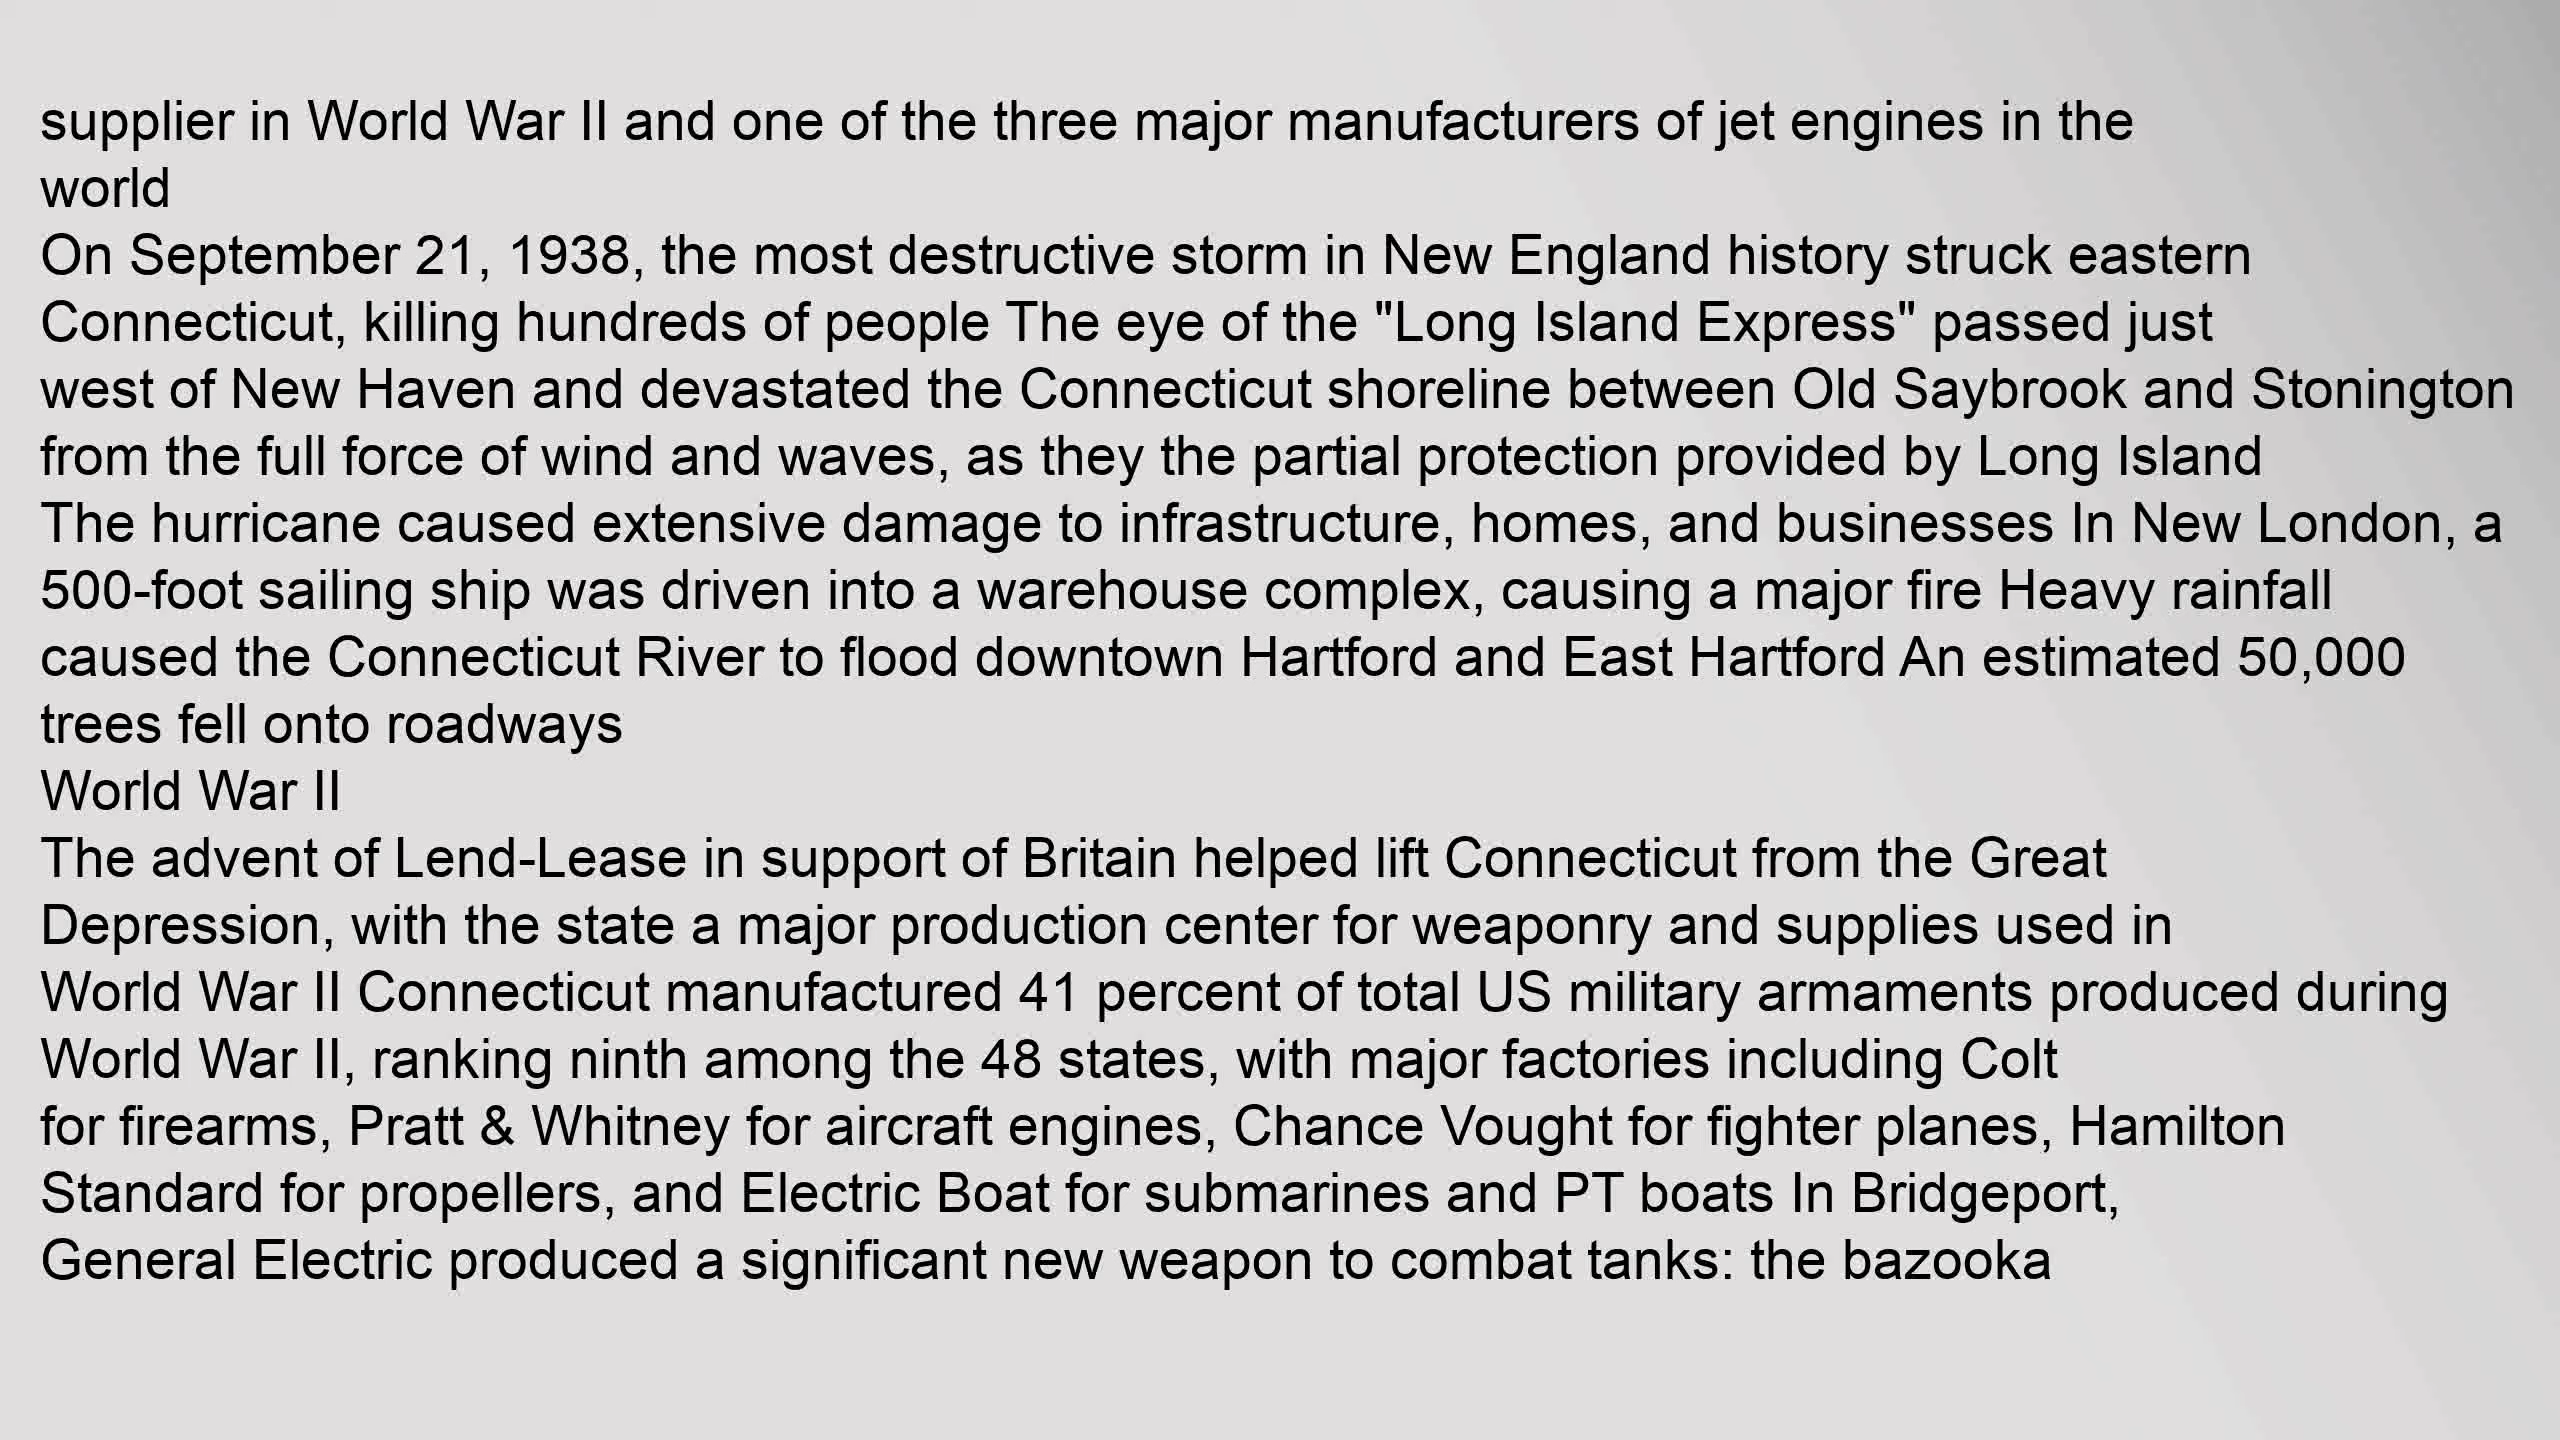 supplier in World War II and one of the three major manufacturers of jet engines in the
world
On September 21, 1938, the most destructive storm in New England history struck eastern
Connecticut, killing hundreds of people The eye of the "Long Island Express" passed just
west of New Haven and devastated the Connecticut shoreline between Old Saybrook and Stonington
from the full force of wind and waves, as they the partial protection provided by Long Island
The hurricane caused extensive damage to infrastructure, homes, and businesses In New London, a
500-foot sailing ship was driven into a warehouse complex, causing a major fire Heavy rainfall
caused the Connecticut River to flood downtown Hartford and East Hartford An estimated 50,000
trees fell onto roadways
World War II
The advent of Lend-Lease in support of Britain helped lift Connecticut from the Great
Depression, with the state a major production center for weaponry and supplies used in
World War II Connecticut manufactured 41 percent of total US military armaments produced during
World War II, ranking ninth among the 48 states, with major factories including Colt
for firearms, Pratt & Whitney for aircraft engines, Chance Vought for fighter planes, Hamilton
Standard for propellers, and Electric Boat for submarines and PT boats In Bridgeport,
General Electric produced a significant new weapon to combat tanks: the bazooka